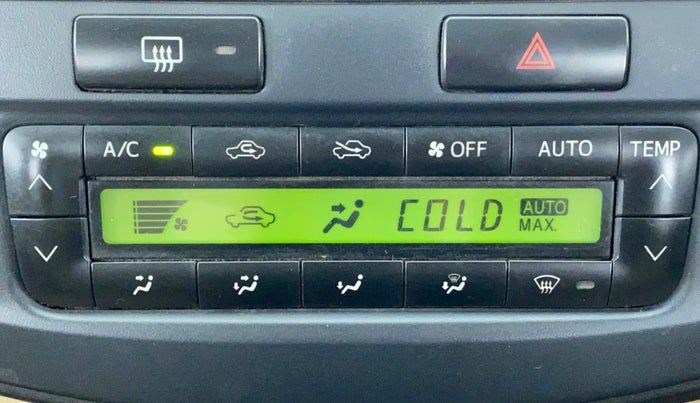 A/C OFF AUTO TEMP
COLD AUTO
MAX.